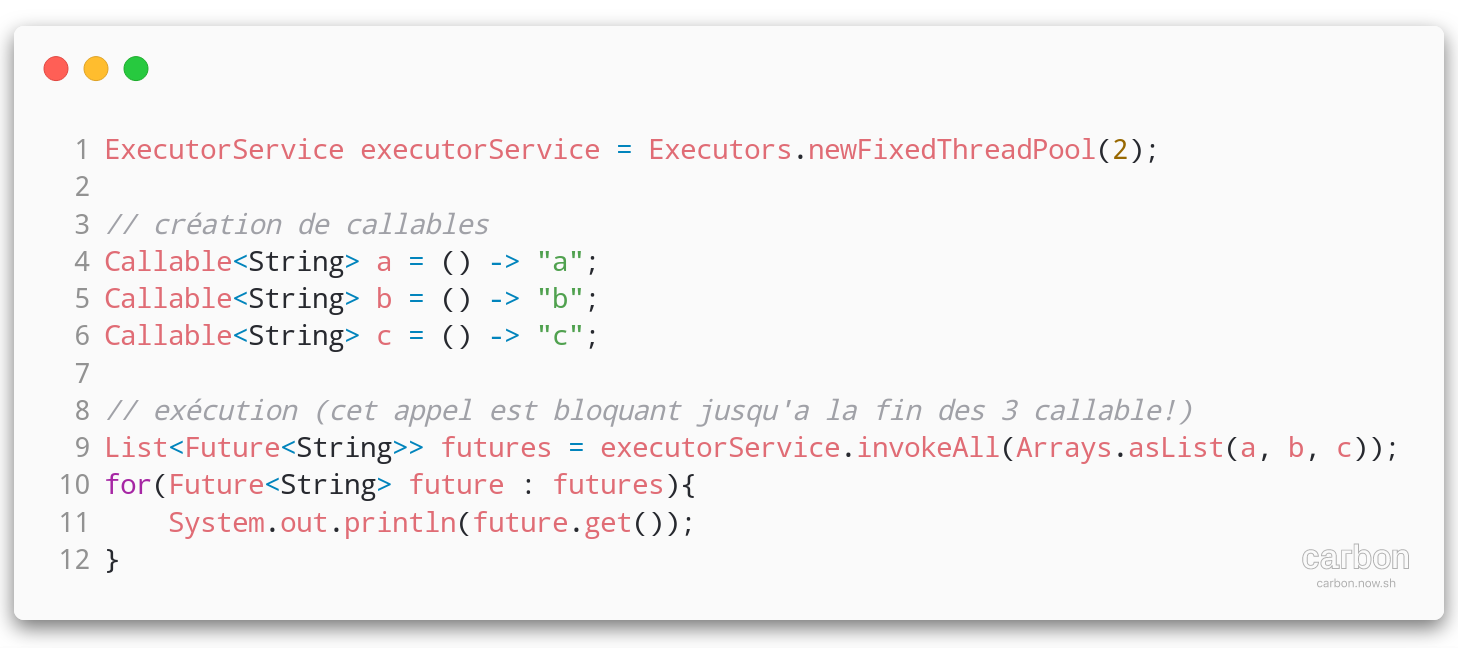 1 ExecutorService executorService = Executors.newFixedThreadPool(2);
2
3 // création de callables
4 Callable<String> a = () -> "a";
5 Callable<String> b = () -> "b";
6 Callable<String> c = () -> "c";
7
8 // exécution (cet appel est bloquant jusqu'a la fin des 3 callable!)
9 List<Future<String>> futures = executorService.invokeAll(Arrays.asList(a, b, c));
10 for(Future<String> future : futures){
11     System.out.println(future.get());
12 }
carbon
carbon.now.sh